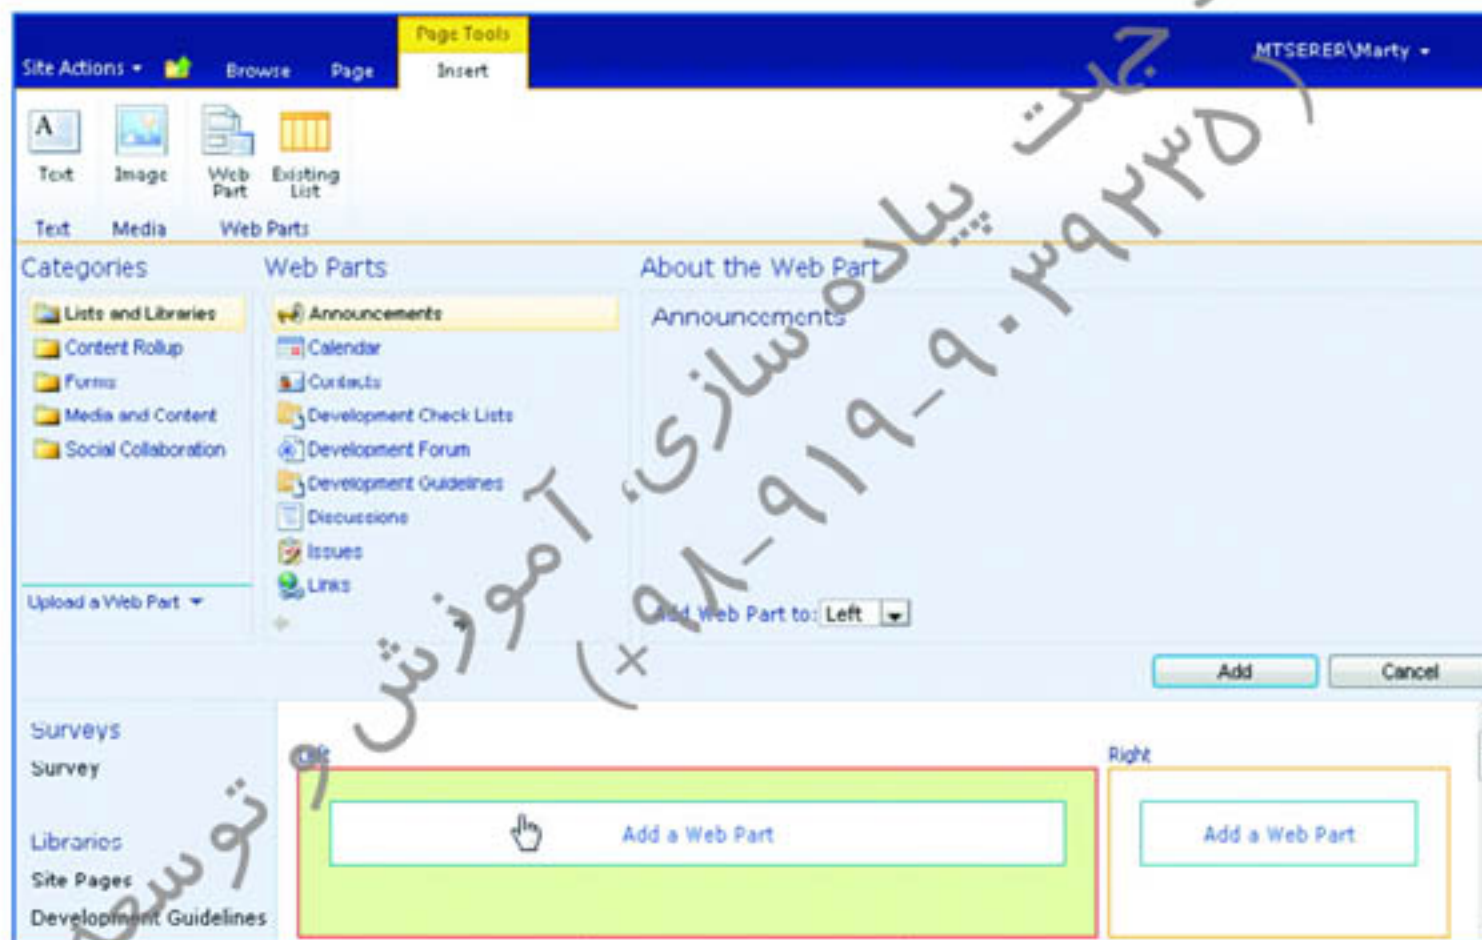 Page Tools
Site Actions
Browse
Page
Insert
MTSERER\Marty
Text
Image
Web Part
Existing List
Text
Media
Web Parts
Categories
Web Parts
About the Web Part
Lists and Libraries
Announcements
Announcements
Content Rollup
Calendar
Forms
Contacts
Media and Content
Development Check Lists
Social Collaboration
Development Forum
Development Guidelines
Discussions
Issues
Links
Upload a Web Part
Add Web Part to: Left
Add
Cancel
Surveys
Survey
Left
Right
Add a Web Part
Add a Web Part
Libraries
Site Pages
Development Guidelines
جهت پیاده‌سازی، آموزش و توسعه
(+۹۸-۹۱۹-۹۰۳۹۲۳۵)